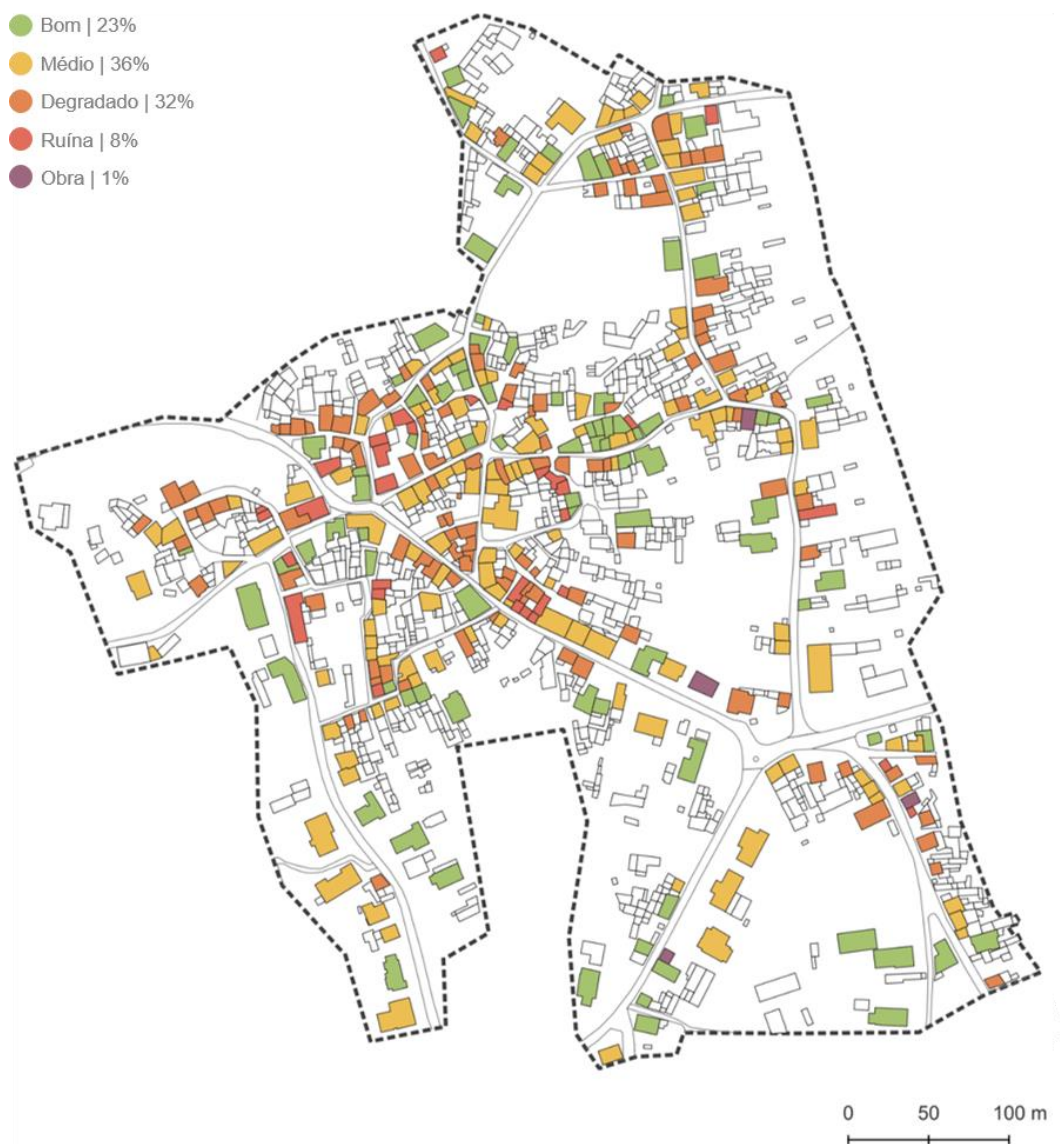 Bom | 23%
Médio | 36%
Degradado | 32%
Ruína | 8%
Obra | 1%
0 50 100 m